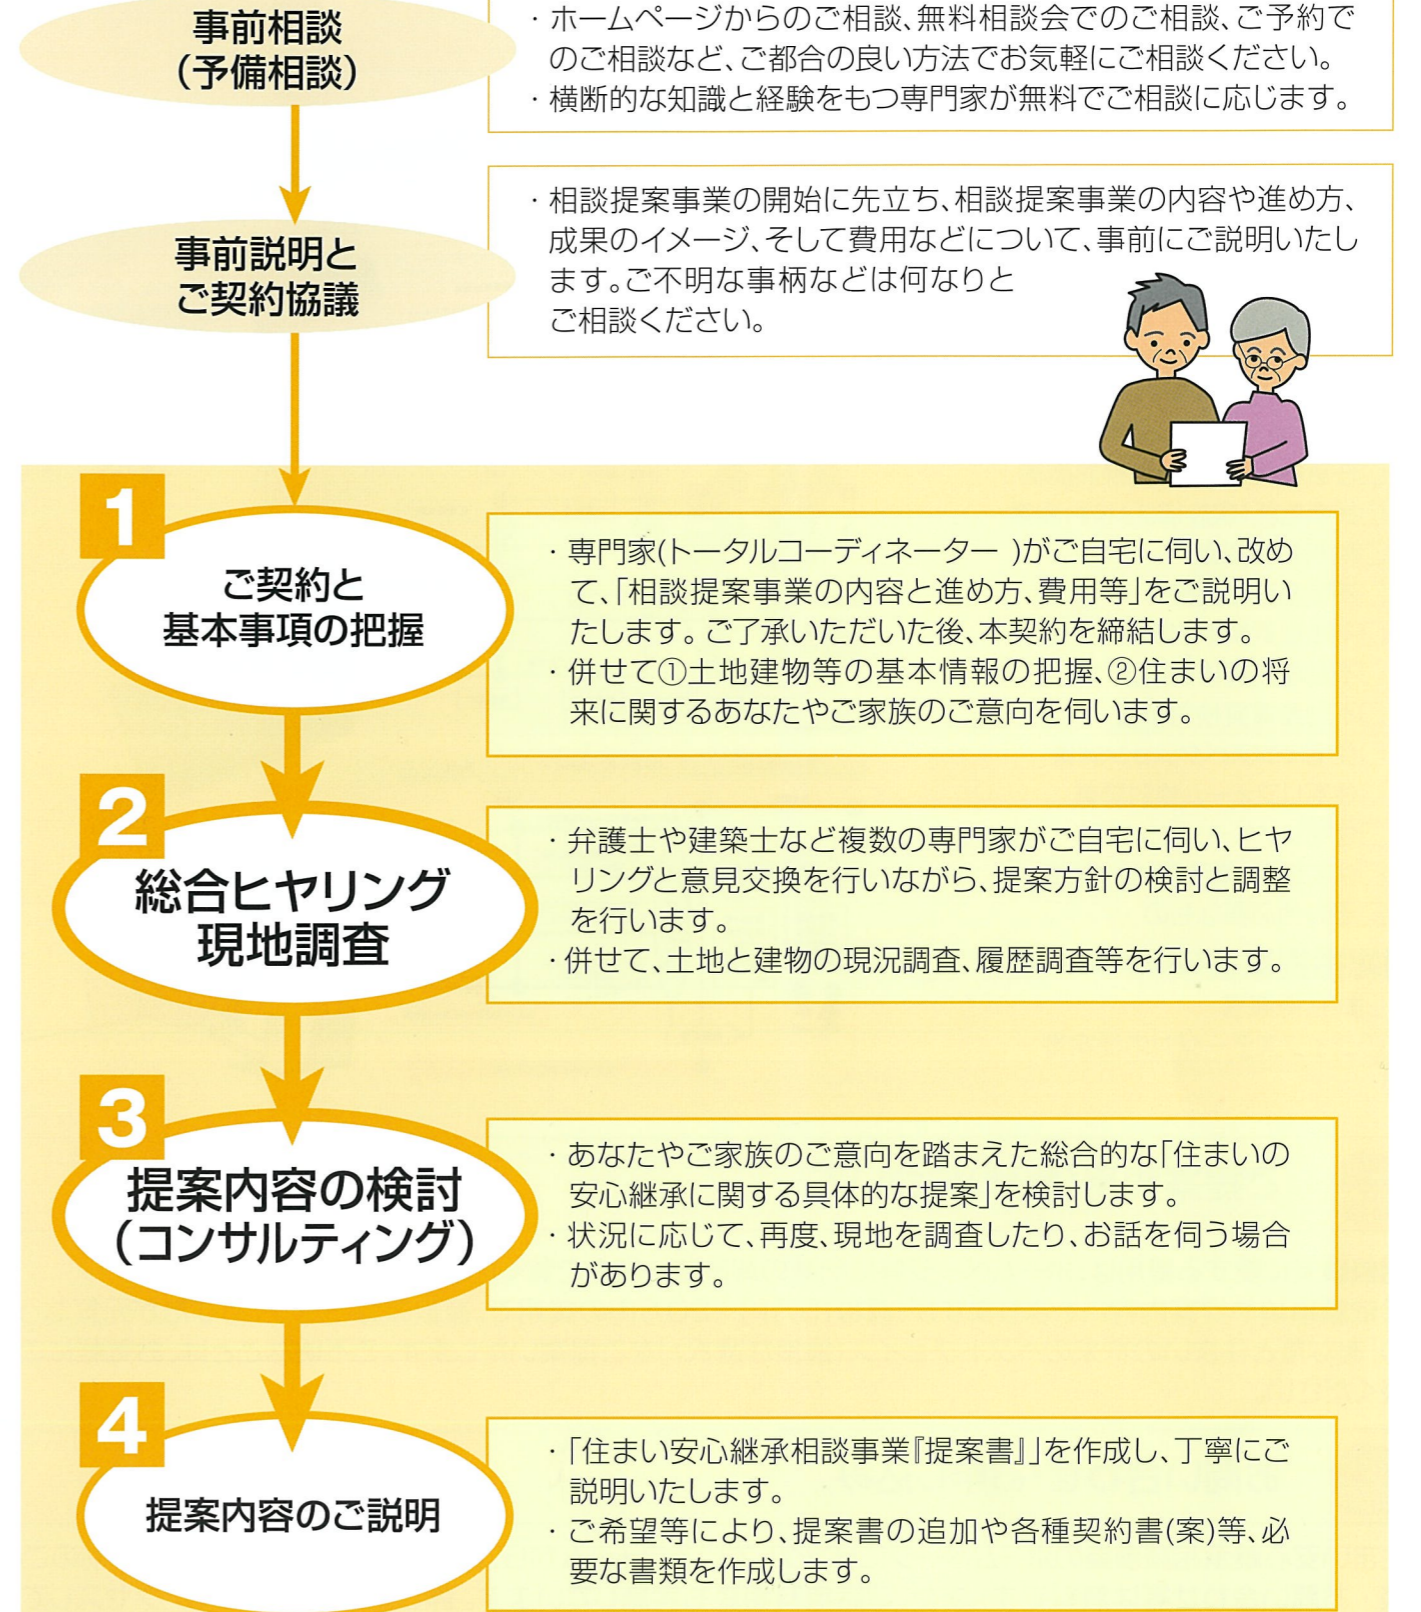 事前相談
（予備相談）
・ホームページからのご相談、無料相談会でのご相談、ご予約で
のご相談など、ご都合の良い方法でお気軽にご相談ください。
・横断的な知識と経験をもつ専門家が無料でご相談に応じます。
事前説明と
ご契約協議
・相談提案事業の開始に先立ち、相談提案事業の内容や進め方、
成果のイメージ、そして費用などについて、事前にご説明いたし
ます。ご不明な事柄などは何なりと
ご相談ください。
1
ご契約と
基本事項の把握
・専門家(トータルコーディネーター )がご自宅に伺い、改め
て、「相談提案事業の内容と進め方、費用等」をご説明い
たします。ご了承いただいた後、本契約を締結します。
・併せて①土地建物等の基本情報の把握、②住まいの将
来に関するあなたやご家族のご意向を伺います。
2
総合ヒヤリング
現地調査
・弁護士や建築士など複数の専門家がご自宅に伺い、ヒヤ
リングと意見交換を行いながら、提案方針の検討と調整
を行います。
・併せて、土地と建物の現況調査、履歴調査等を行います。
3
提案内容の検討
（コンサルティング）
・あなたやご家族のご意向を踏まえた総合的な「住まいの
安心継承に関する具体的な提案」を検討します。
・状況に応じて、再度、現地を調査したり、お話を伺う場合
があります。
4
提案内容のご説明
・「住まい安心継承相談事業『提案書』」を作成し、丁寧にご
説明いたします。
・ご希望等により、提案書の追加や各種契約書(案)等、必
要な書類を作成します。